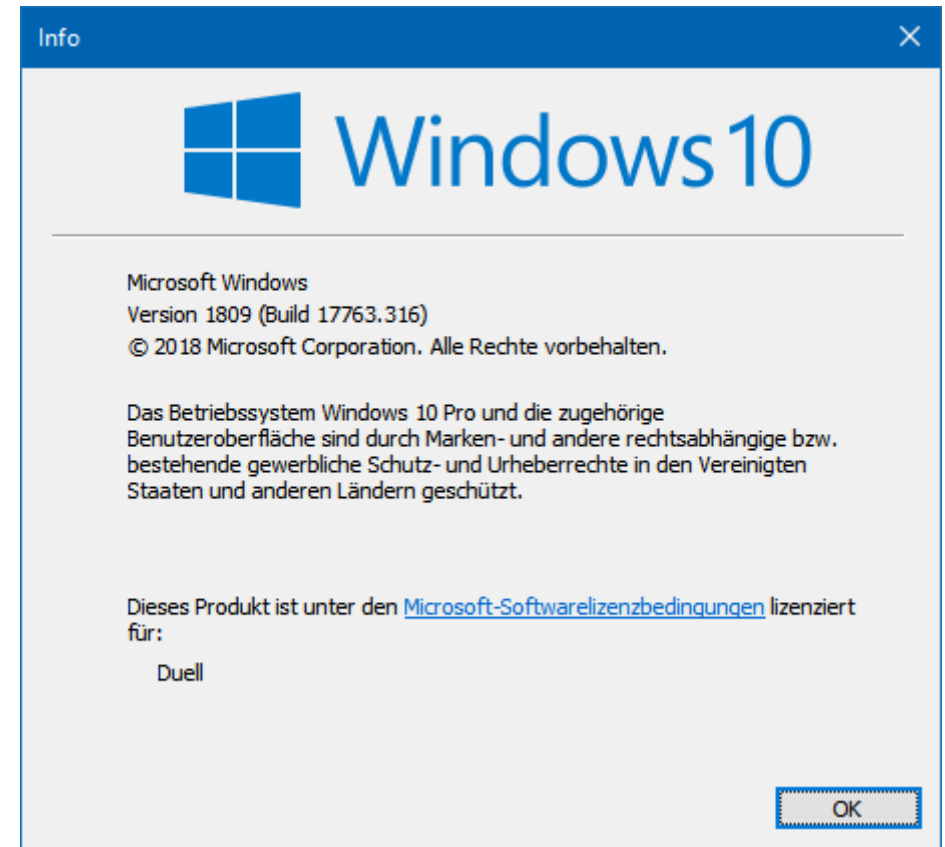 Info
Windows 10
Microsoft Windows
Version 1809 (Build 17763.316)
© 2018 Microsoft Corporation. Alle Rechte vorbehalten.
Das Betriebssystem Windows 10 Pro und die zugehörige
Benutzeroberfläche sind durch Marken- und andere rechtsabhängige bzw.
bestehende gewerbliche Schutz- und Urheberrechte in den Vereinigten
Staaten und anderen Ländern geschützt.
Dieses Produkt ist unter den Microsoft-Softwarelizenzbedingungen lizenziert
für:
Duell
OK